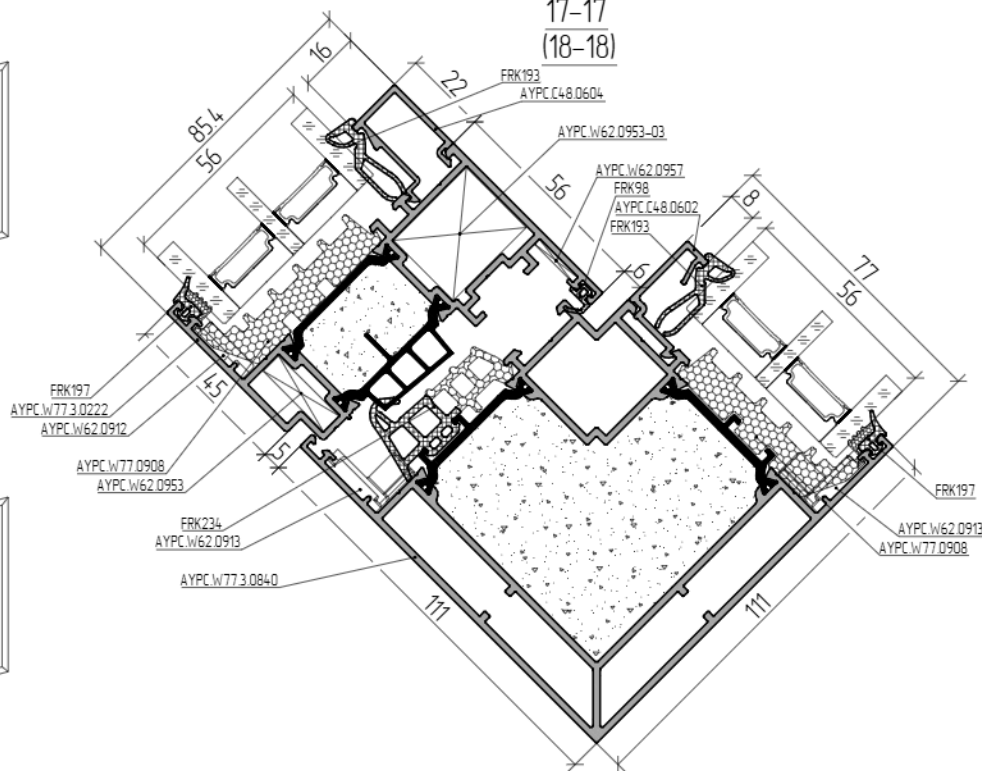 17-17
(18-18)
16
85.4
56
22
FRK193
AYPC.C48.0604
AYPC.W62.0953-03
56
AYPC.W62.0957
FRK98
AYPC.C48.0602
FRK193
6
8
77
56
FRK197
AYPC.W77.3.0222
AYPC.W62.0912
45
AYPC.W77.0908
AYPC.W62.0953
5
FRK234
AYPC.W62.0913
AYPC.W77.3.0840
FRK197
AYPC.W62.0913
AYPC.W77.0908
111
111